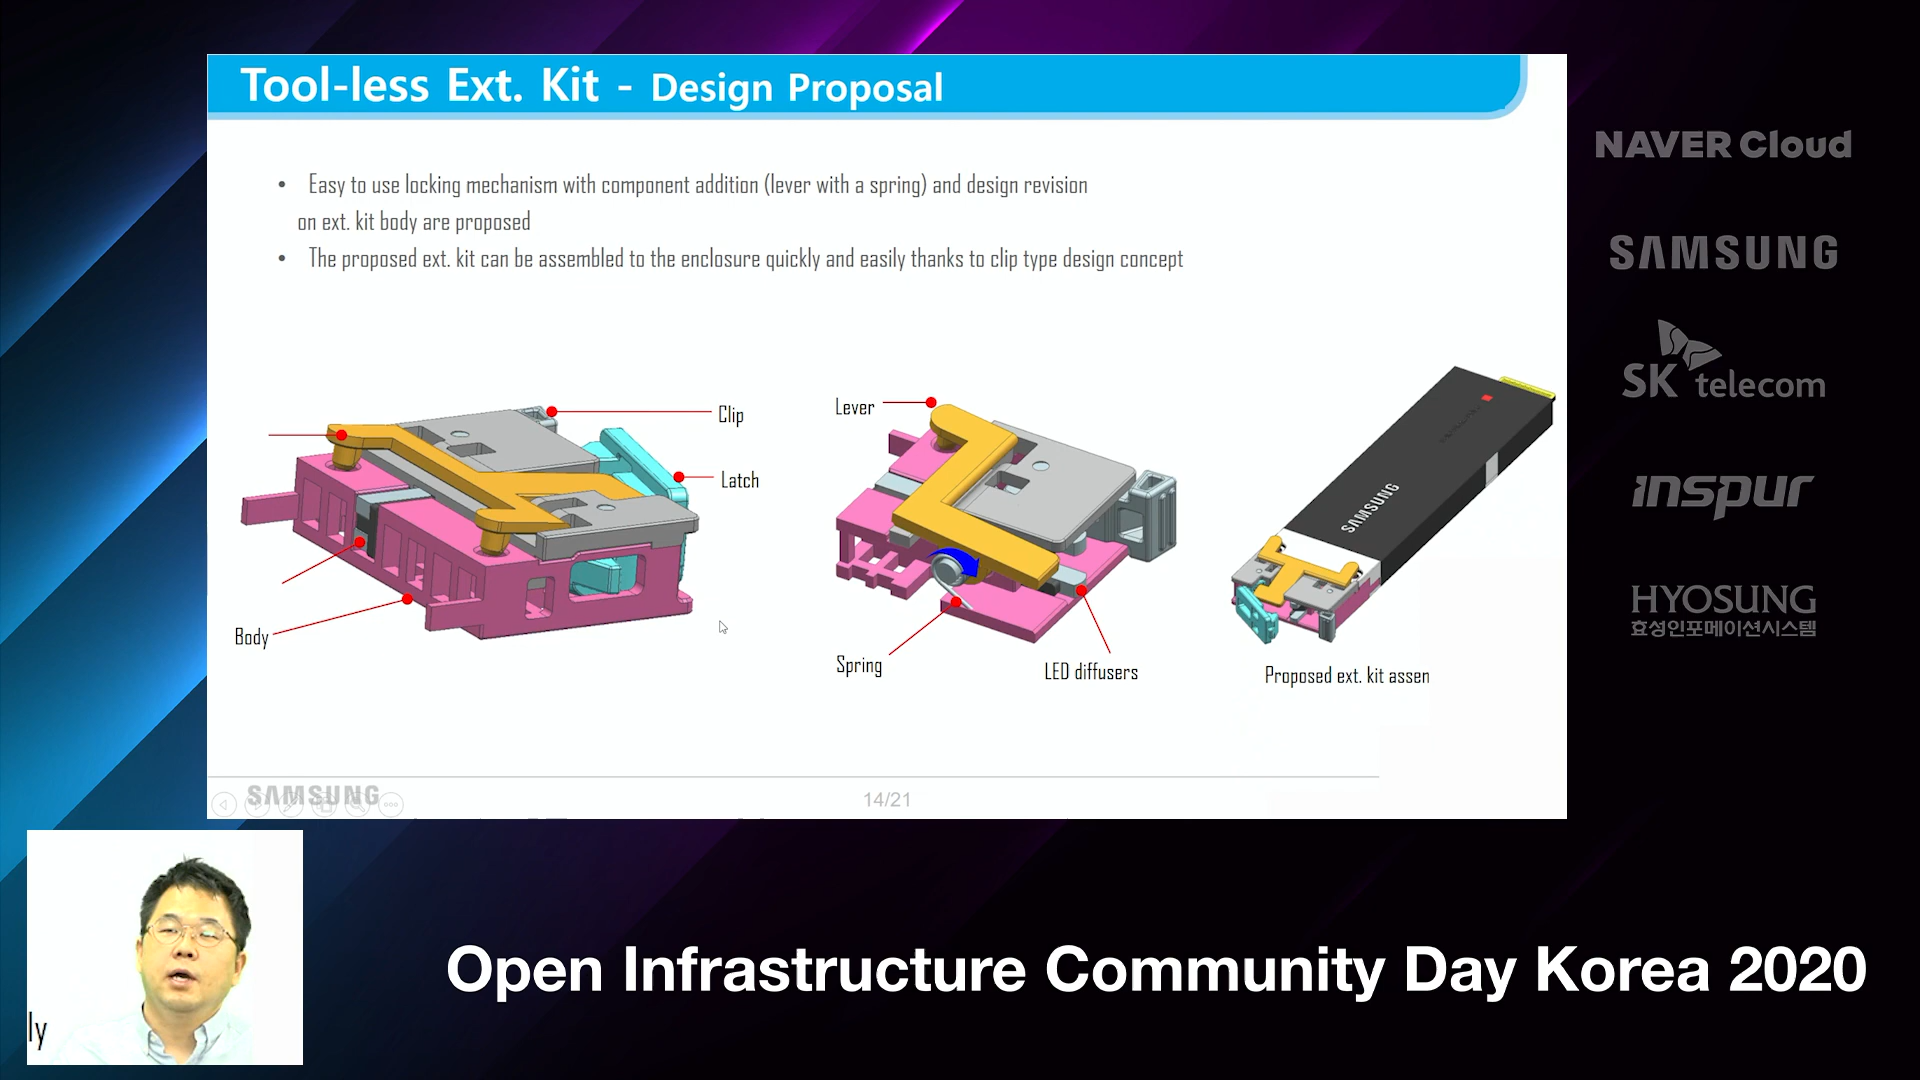 Tool-less Ext. Kit - Design Proposal
• Easy to use locking mechanism with component addition (lever with a spring) and design revision
on ext. kit body are proposed
• The proposed ext. kit can be assembled to the enclosure quickly and easily thanks to clip type design concept
Clip
Latch
Body
Lever
Spring
LED diffusers
SAMSUNG
Proposed ext. kit assen
SAMSUNG
14/21
NAVER Cloud
SAMSUNG
SK telecom
inspur
HYOSUNG
효성인포메이션시스템
ly
Open Infrastructure Community Day Korea 2020